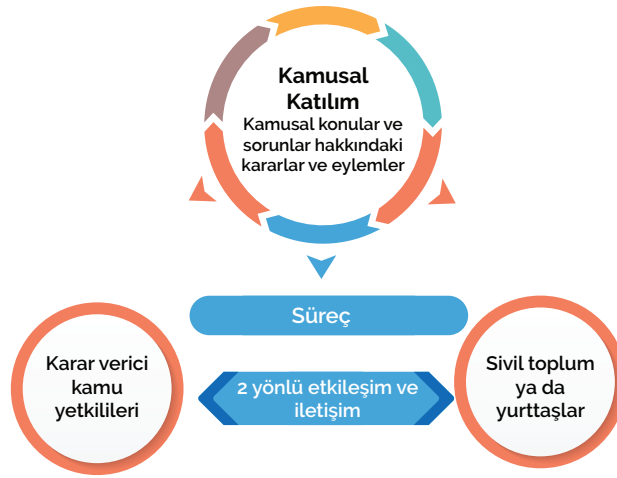 Kamusal
Katılım
Kamusal konular ve
sorunlar hakkındaki
kararlar ve eylemler
Süreç
Karar verici
kamu
yetkilileri
2 yönlü etkileşim ve
iletişim
Sivil toplum
ya da
yurttaşlar